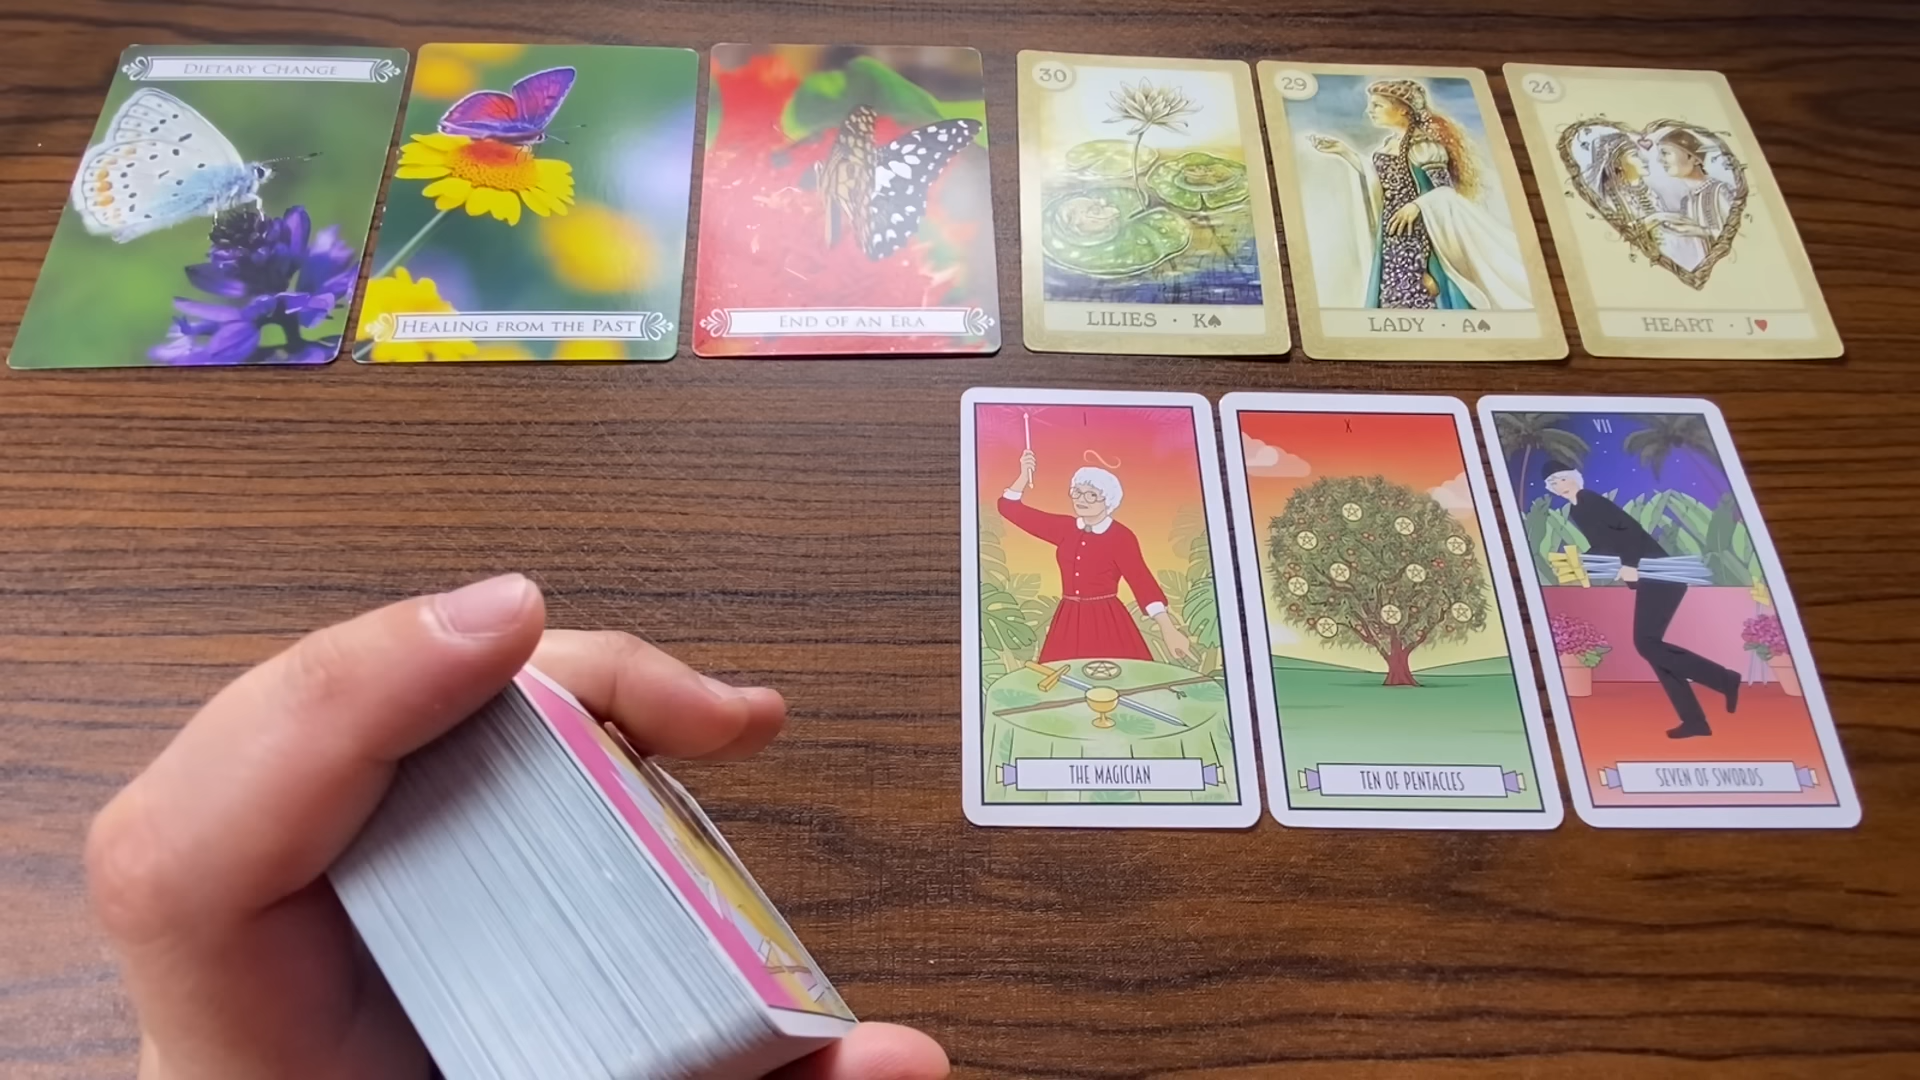 DIETARY CHANGE
HEALING FROM THE PAST
END OF AN ERA
30
LILIES · K♠
29
LADY · A♠
24
HEART · J♥
I
THE MAGICIAN
X
TEN OF PENTACLES
VII
SEVEN OF SWORDS